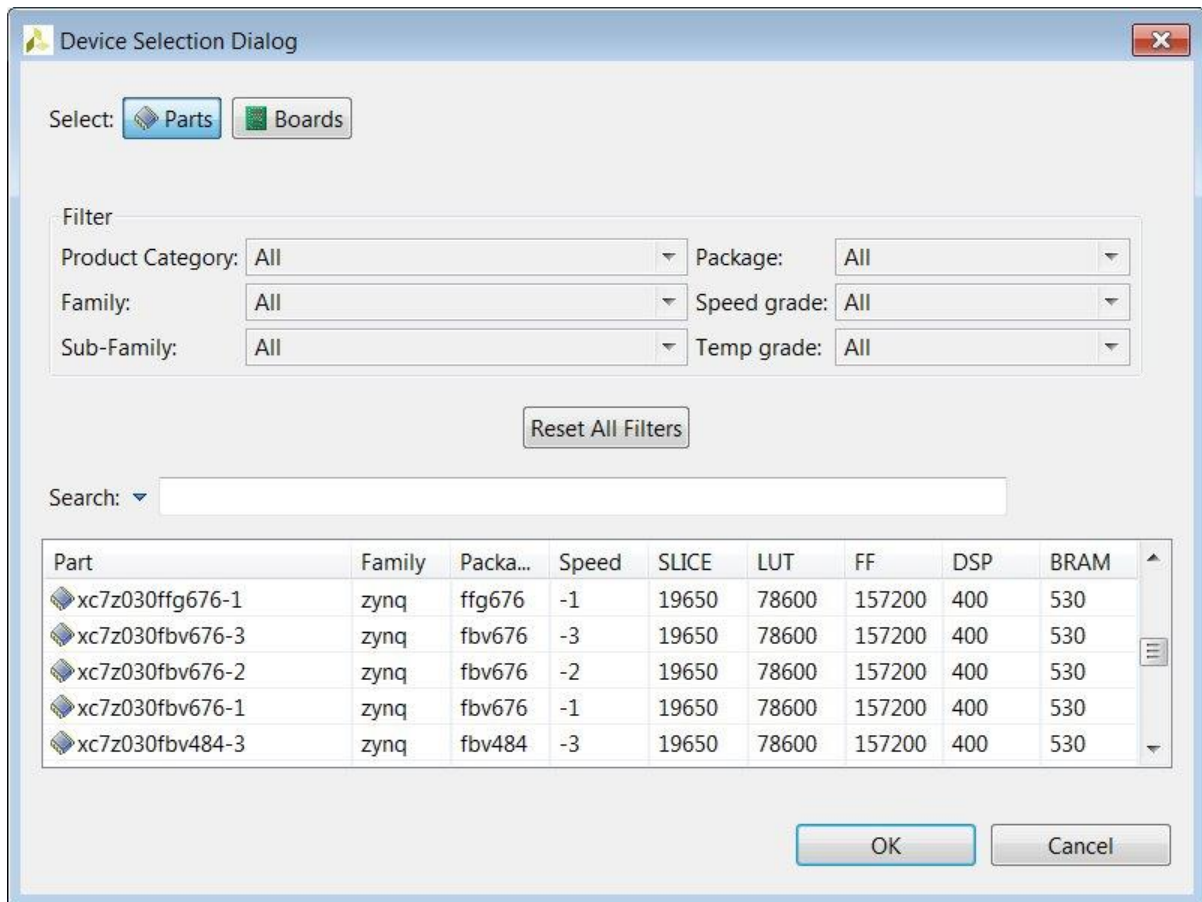 Device Selection Dialog
Select: Parts Boards
Filter
Product Category: All Package: All
Family: All Speed grade: All
Sub-Family: All Temp grade: All
Reset All Filters
Search:
Part Family Packa... Speed SLICE LUT FF DSP BRAM
xc7z030ffg676-1 zynq ffg676 -1 19650 78600 157200 400 530
xc7z030fbv676-3 zynq fbv676 -3 19650 78600 157200 400 530
xc7z030fbv676-2 zynq fbv676 -2 19650 78600 157200 400 530
xc7z030fbv676-1 zynq fbv676 -1 19650 78600 157200 400 530
xc7z030fbv484-3 zynq fbv484 -3 19650 78600 157200 400 530
OK Cancel